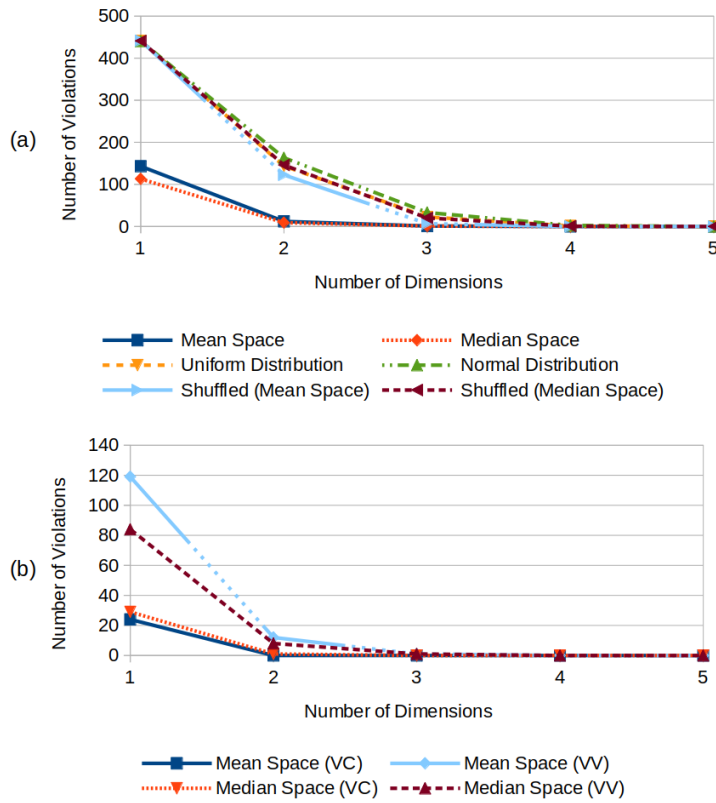 (a)
Number of Violations
500
400
300
200
100
0
1 2 3 4 5
Number of Dimensions
Mean Space Median Space
Uniform Distribution Normal Distribution
Shuffled (Mean Space) Shuffled (Median Space)
(b)
Number of Violations
140
120
100
80
60
40
20
0
1 2 3 4 5
Number of Dimensions
Mean Space (VC) Mean Space (VV)
Median Space (VC) Median Space (VV)